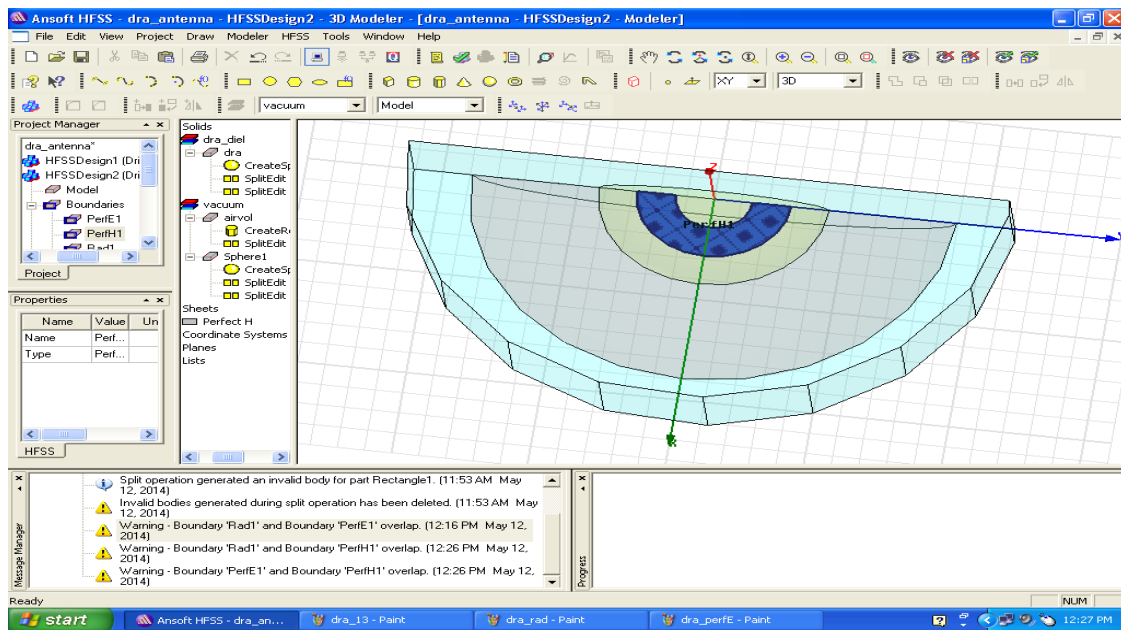 Ansoft HFSS - dra_antenna - HFSSDesign2 - 3D Modeler - [dra_antenna - HFSSDesign2 - Modeler]
File Edit View Project Draw Modeler HFSS Tools Window Help
XY 3D
vacuum Model
Project Manager
dra_antenna*
HFSSDesign1 (Dri
HFSSDesign2 (Dri
Model
Boundaries
PerfE1
PerfH1
Rad1
Project
Properties
Name Value Un
Name Perf...
Type Perf...
HFSS
Solids
dra_diel
dra
CreateSp
SplitEdit
SplitEdit
vacuum
airvol
CreateRe
SplitEdit
Sphere1
CreateSp
SplitEdit
SplitEdit
Sheets
Perfect H
Coordinate Systems
Planes
Lists
Z
PerfH1
Message Manager
Split operation generated an invalid body for part Rectangle1. (11:53 AM May
12, 2014)
Invalid bodies generated during split operation has been deleted. (11:53 AM May
12, 2014)
Warning - Boundary 'Rad1' and Boundary 'PerfE1' overlap. (12:16 PM May 12,
2014)
Warning - Boundary 'Rad1' and Boundary 'PerfH1' overlap. (12:26 PM May 12,
2014)
Warning - Boundary 'PerfE1' and Boundary 'PerfH1' overlap. (12:26 PM May 12,
2014)
Progress
Ready NUM
start Ansoft HFSS - dra_an... dra_13 - Paint dra_rad - Paint dra_perfE - Paint 12:27 PM